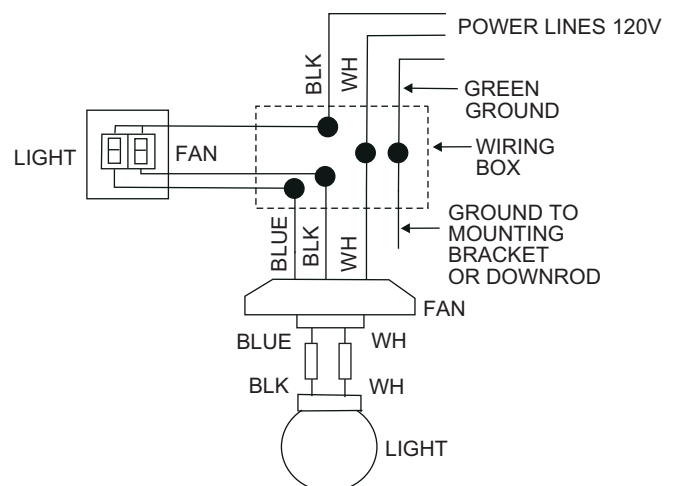 POWER LINES 120V
BLK
WH
GREEN
GROUND
LIGHT
FAN
WIRING
BOX
BLUE
BLK
WH
GROUND TO
MOUNTING
BRACKET
OR DOWNROD
FAN
BLUE
WH
BLK
WH
LIGHT